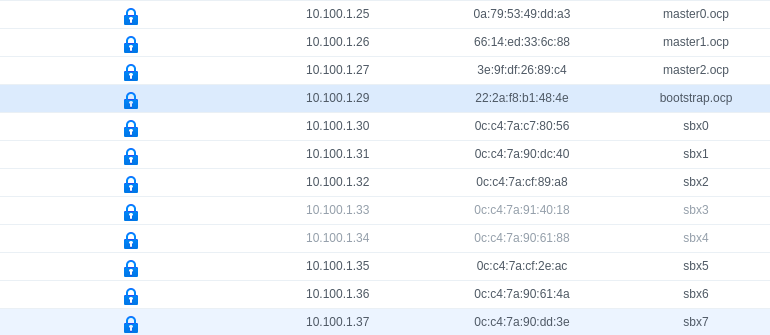 10.100.1.25 0a:79:53:49:dd:a3 master0.ocp
10.100.1.26 66:14:ed:33:6c:88 master1.ocp
10.100.1.27 3e:9f:df:26:89:c4 master2.ocp
10.100.1.29 22:2a:f8:b1:48:4e bootstrap.ocp
10.100.1.30 0c:c4:7a:c7:80:56 sbx0
10.100.1.31 0c:c4:7a:90:dc:40 sbx1
10.100.1.32 0c:c4:7a:cf:89:a8 sbx2
10.100.1.33 0c:c4:7a:91:40:18 sbx3
10.100.1.34 0c:c4:7a:90:61:88 sbx4
10.100.1.35 0c:c4:7a:cf:2e:ac sbx5
10.100.1.36 0c:c4:7a:90:61:4a sbx6
10.100.1.37 0c:c4:7a:90:dd:3e sbx7